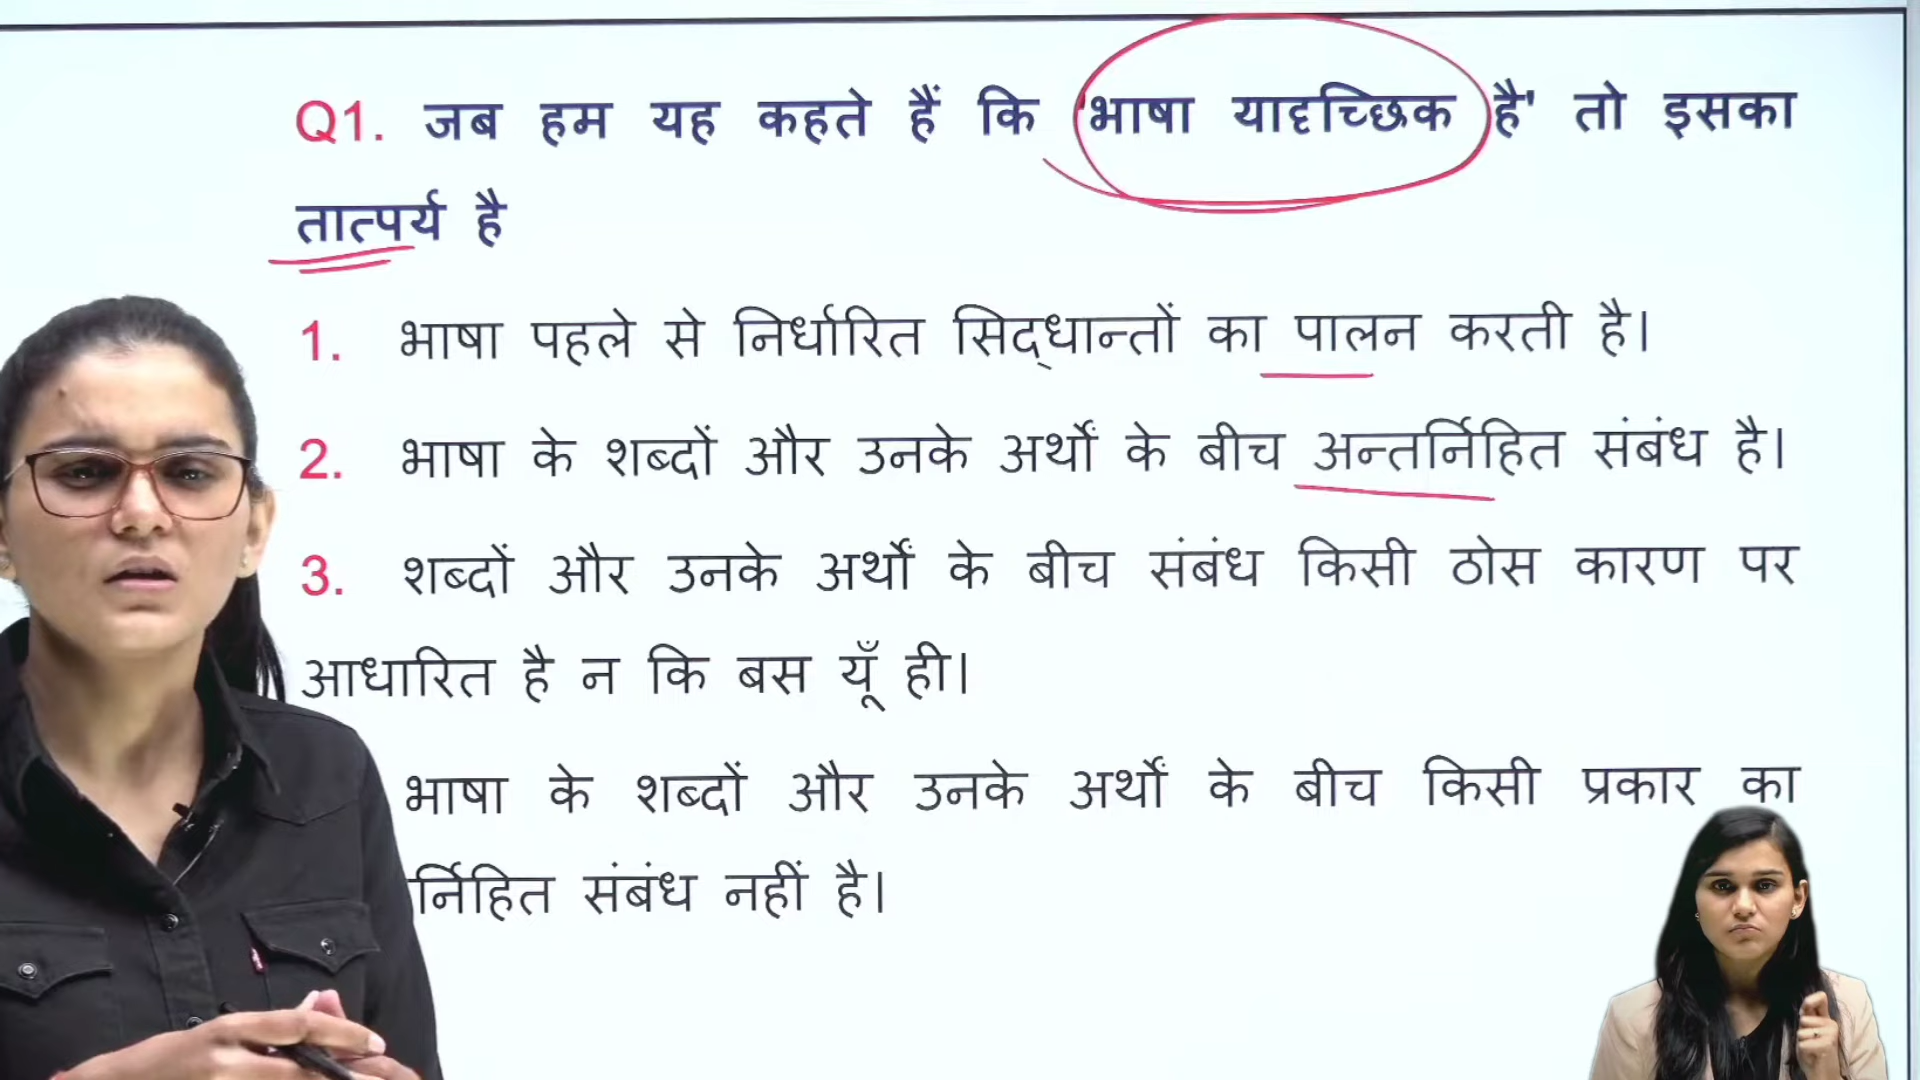 Q1. जब हम यह कहते हैं कि 'भाषा यादृच्छिक है' तो इसका
तात्पर्य है
1. भाषा पहले से निर्धारित सिद्धान्तों का पालन करती है।
2. भाषा के शब्दों और उनके अर्थों के बीच अन्तर्निहित संबंध है।
3. शब्दों और उनके अर्थों के बीच संबंध किसी ठोस कारण पर
आधारित है न कि बस यूँ ही।
भाषा के शब्दों और उनके अर्थों के बीच किसी प्रकार का
र्निहित संबंध नहीं है।